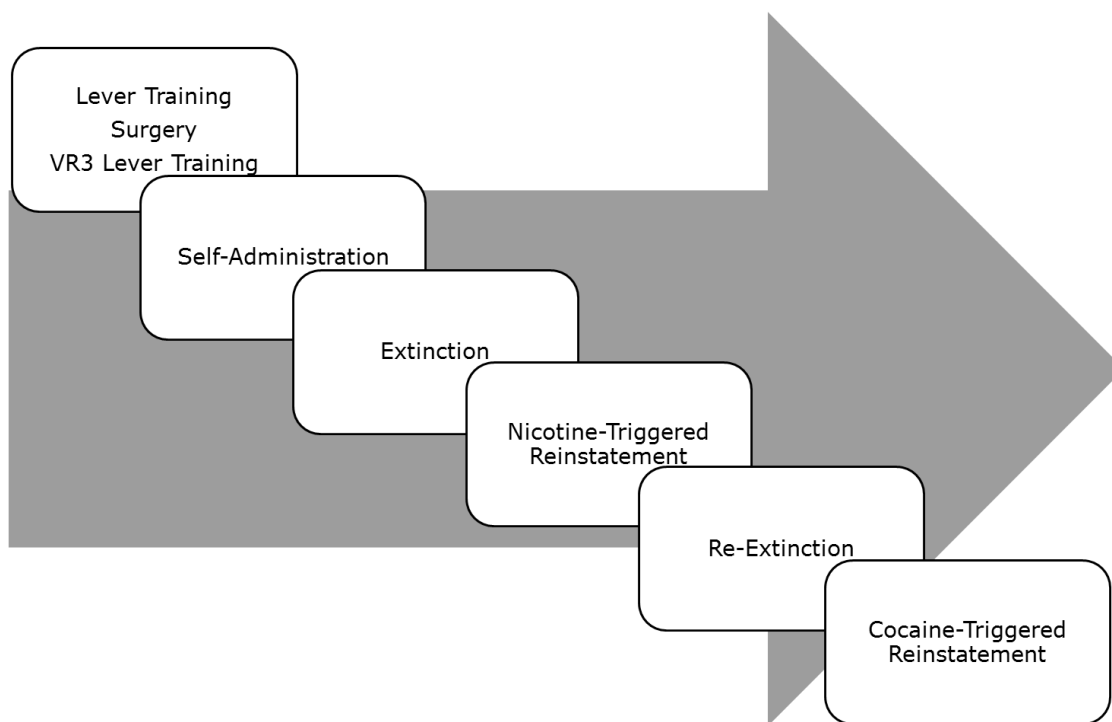 Lever Training
Surgery
VR3 Lever Training
Self-Administration
Extinction
Nicotine-Triggered
Reinstatement
Re-Extinction
Cocaine-Triggered
Reinstatement